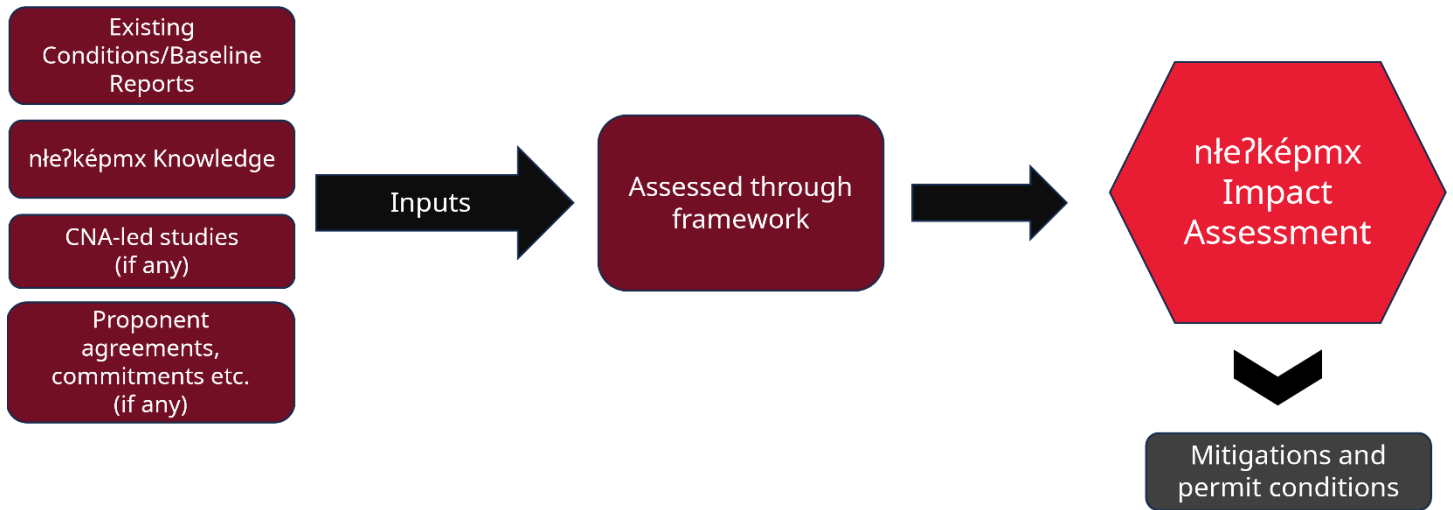 Existing
Conditions/Baseline
Reports
nłeʔképmx Knowledge
CNA-led studies
(if any)
Proponent
agreements,
commitments etc.
(if any)
Inputs
Assessed through
framework
nłeʔképmx
Impact
Assessment
Mitigations and
permit conditions